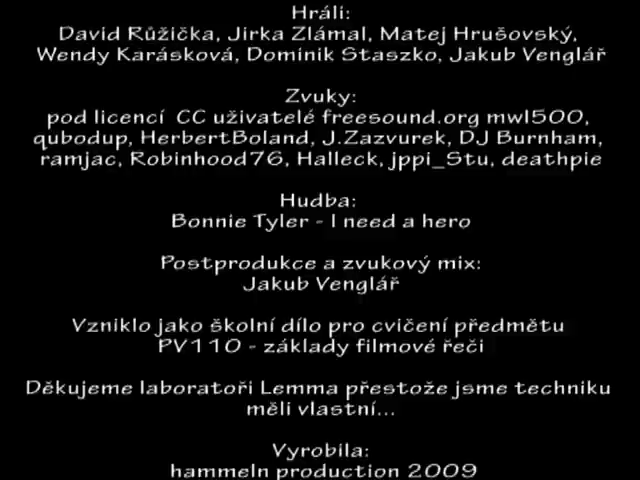 Hráli:
David Růžička, Jirka Zlámal, Matej Hrušovský,
Wendy Karásková, Dominik Staszko, Jakub Venglář
Zvuky:
pod licencí CC uživatelé freesound.org mwl500,
qubodup, HerbertBoland, J.Zazvurek, DJ Burnham,
ramjac, Robinhood76, Halleck, jppi_Stu, deathpie
Hudba:
Bonnie Tyler - I need a hero
Postprodukce a zvukový mix:
Jakub Venglář
Vzniklo jako školní dílo pro cvičení předmětu
PV110 - základy filmové řeči
Děkujeme laboratoři Lemma přestože jsme techniku
měli vlastní...
Vyrobila:
hammeln production 2009